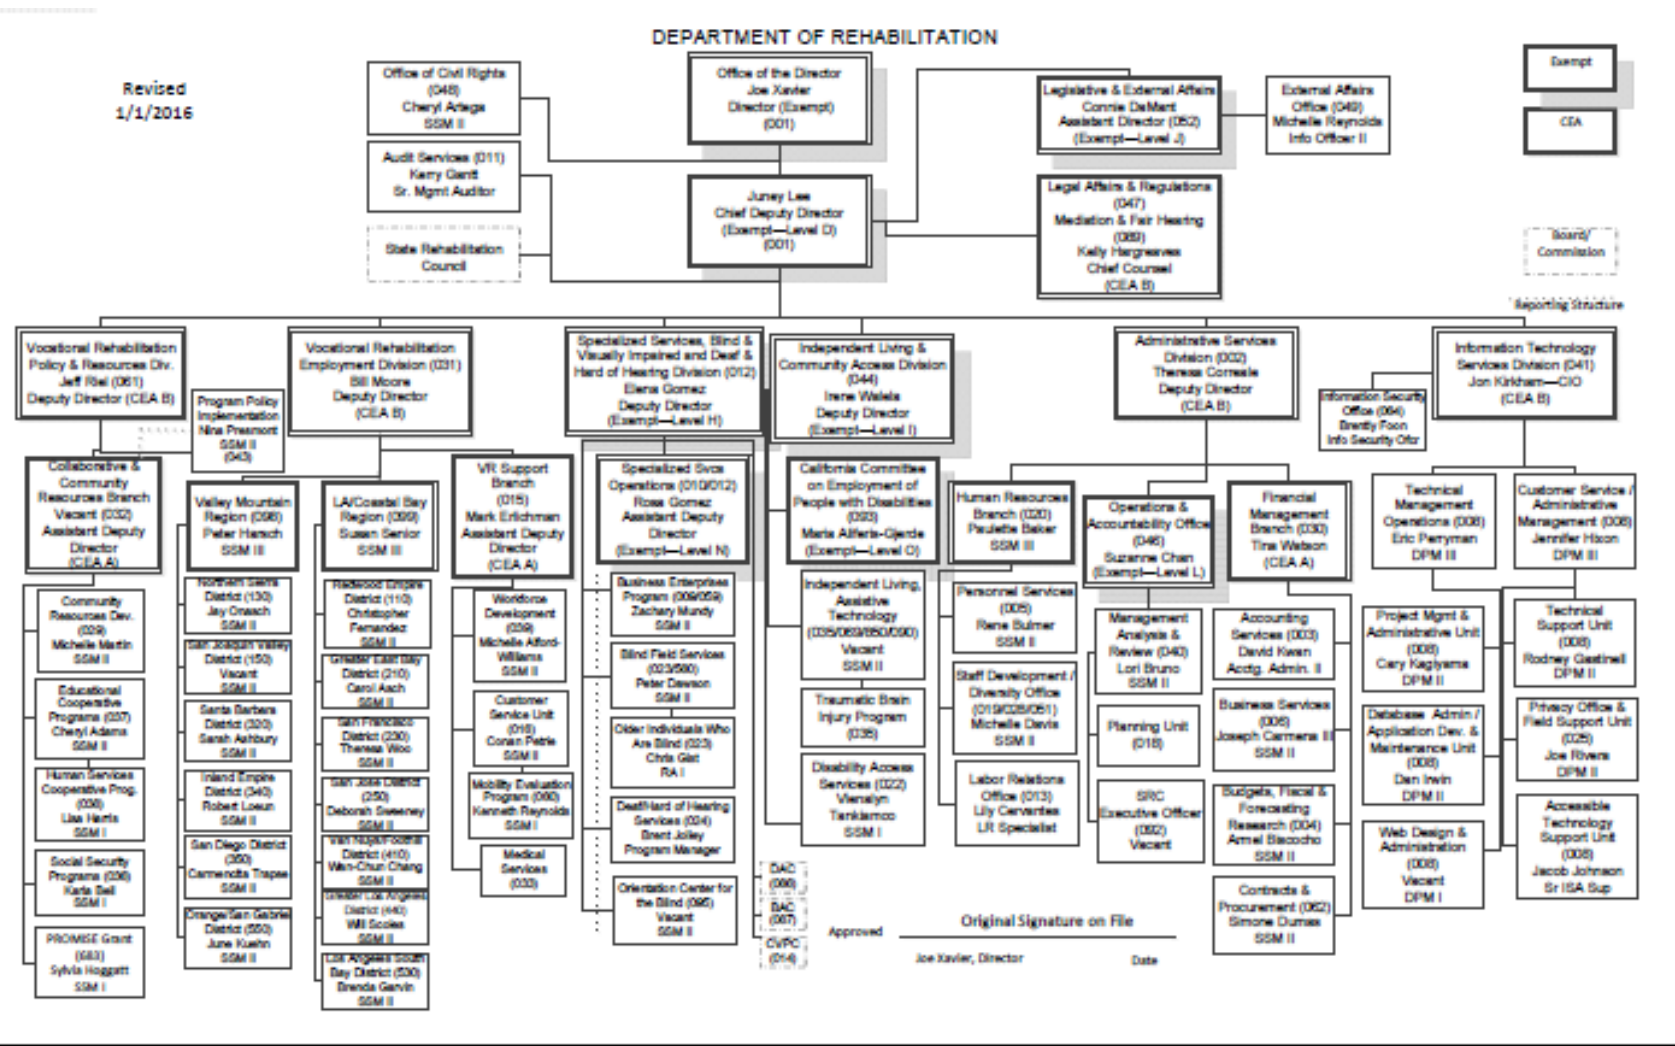 DEPARTMENT OF REHABILITATION
Revised
1/1/2016
Office of Civil Rights
(048)
Cheryl Artega
SSM II
Audit Services (011)
Kerry Gantt
Sr. Mgmt Auditor
State Rehabilitation
Council
Office of the Director
Joe Xavier
Director (Exempt)
(001)
Juney Lee
Chief Deputy Director
(Exempt—Level D)
(001)
Legislative & External Affairs
Connie DaMant
Assistant Director (052)
(Exempt—Level J)
External Affairs
Office (049)
Michelle Reynolds
Info Officer II
Legal Affairs & Regulations
(047)
Mediation & Fair Hearing
(089)
Kelly Hargreaves
Chief Counsel
(CEA B)
Exempt
CEA
Board/
Commission
Reporting Structure
Vocational Rehabilitation
Policy & Resources Div.
Jeff Riel (061)
Deputy Director (CEA B)
Program Policy
Implementation
Nina Presmont
SSM II
(043)
Vocational Rehabilitation
Employment Division (031)
Bill Moore
Deputy Director
(CEA B)
Specialized Services, Blind &
Visually Impaired and Deaf &
Hard of Hearing Division (012)
Elena Gomez
Deputy Director
(Exempt—Level H)
Independent Living &
Community Access Division
(044)
Irene Walela
Deputy Director
(Exempt—Level I)
Administrative Services
Division (002)
Theresa Correale
Deputy Director
(CEA B)
Information Technology
Services Division (041)
Jon Kirkham—CIO
(CEA B)
Information Security
Office (064)
Brently Foon
Info Security Ofcr
Collaborative &
Community
Resources Branch
Vacant (032)
Assistant Deputy
Director
(CEA A)
Community
Resources Dev.
(029)
Michele Martin
SSM II
Educational
Cooperative
Programs (037)
Cheryl Adams
SSM II
Human Services
Cooperative Prog.
(038)
Lisa Harris
SSM I
Social Security
Programs (036)
Karla Bell
SSM I
PROMISE Grant
(683)
Sylvia Hoggatt
SSM I
Valley Mountain
Region (098)
Peter Harsch
SSM III
Northern Sierra
District (130)
Jay Onasch
SSM II
San Joaquin Valley
District (150)
Vacant
SSM II
Santa Barbara
District (320)
Sarah Ashbury
SSM II
Inland Empire
District (340)
Robert Loeun
SSM II
San Diego District
(350)
Carmencita Trapse
SSM II
Orange/San Gabriel
District (550)
June Kuehn
SSM II
LA/Coastal Bay
Region (099)
Susan Senior
SSM III
Redwood Empire
District (110)
Christopher
Fernandez
SSM II
Greater East Bay
District (210)
Carol Asch
SSM II
San Francisco
District (230)
Theresa Woo
SSM II
San Jose District
(250)
Deborah Sweeney
SSM II
Van Nuys/Foothill
District (410)
Wan-Chun Chang
SSM II
Greater Los Angeles
District (440)
Will Scoles
SSM II
Los Angeles South
Bay District (530)
Brenda Garvin
SSM II
VR Support
Branch
(015)
Mark Erlichman
Assistant Deputy
Director
(CEA A)
Workforce
Development
(039)
Michelle Alford-
Williams
SSM II
Customer
Service Unit
(016)
Conan Petrie
SSM II
Mobility Evaluation
Program (060)
Kenneth Reynolds
SSM I
Medical
Services
(033)
Specialized Svcs
Operations (010/012)
Rosa Gomez
Assistant Deputy
Director
(Exempt—Level N)
Business Enterprises
Program (009/059)
Zachary Mundy
SSM II
Blind Field Services
(023/580)
Peter Dawson
SSM II
Older Individuals Who
Are Blind (023)
Chris Gist
RA I
Deaf/Hard of Hearing
Services (024)
Brent Jolley
Program Manager
Orientation Center for
the Blind (095)
Vacant
SSM II
DAC
BAC
CVPC
(014)
California Committee
on Employment of
People with Disabilities
(093)
Maria Aliferis-Gjerde
(Exempt—Level O)
Independent Living,
Assistive
Technology
(035/069/850/090)
Vacant
SSM II
Traumatic Brain
Injury Program
Disability Access
Services (022)
Vienalyn
Tankiamco
SSM I
Human Resources
Branch (020)
Paulette Baker
SSM III
Personnel Services
(005)
Rene Bulmer
SSM II
Staff Development /
Diversity Office
(019/028/051)
Michelle Davis
SSM II
Labor Relations
Office (013)
Lily Cervantes
LR Specialist
Operations &
Accountability Office
(046)
Suzanne Chan
(Exempt—Level L)
Management
Analysis &
Review (040)
Lori Bruno
SSM II
Planning Unit
(018)
SRC
Executive Officer
(092)
Vacant
Financial
Management
Branch (030)
Tina Watson
(CEA A)
Accounting
Services (003)
David Kwan
Acctg. Admin. II
Business Services
(006)
Joseph Carmena III
SSM II
Budgets, Fiscal &
Forecasting
Research (004)
Armel Biscocho
SSM II
Contracts &
Procurement (062)
Simone Dumas
SSM II
Technical
Management
Operations (008)
Eric Perryman
DPM III
Customer Service /
Administrative
Management (008)
Jennifer Hixon
DPM III
Project Mgmt &
Administrative Unit
(008)
Cary Kagiyama
DPM II
Database Admin /
Application Dev. &
Maintenance Unit
(008)
Dan Irwin
DPM II
Web Design &
Administration
(008)
Vacant
DPM I
Technical
Support Unit
(008)
Rodney Gastinell
DPM II
Privacy Office &
Field Support Unit
(025)
Joe Rivera
DPM II
Accessible
Technology
Support Unit
(008)
Jacob Johnson
Sr ISA Sup
Approved
Original Signature on File
Joe Xavier, Director
Date